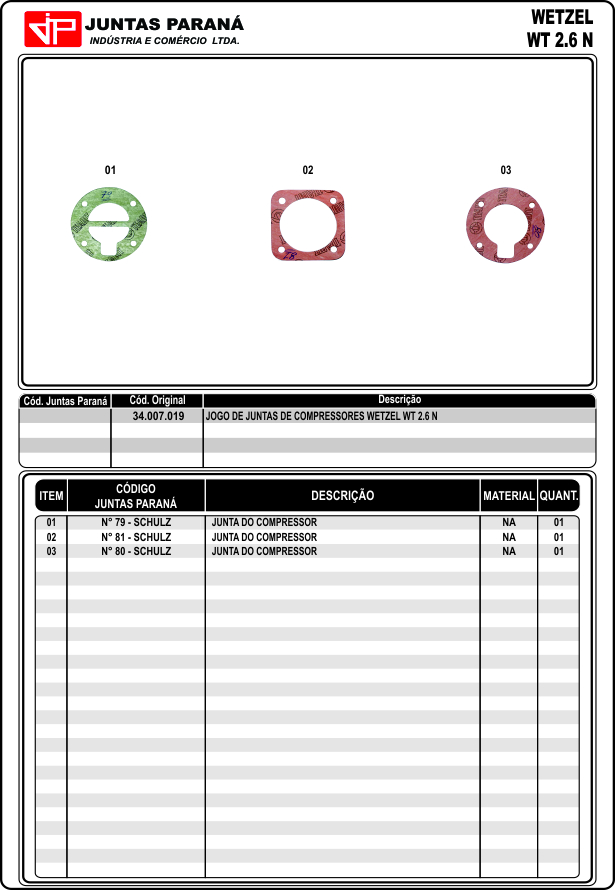 JP
JUNTAS PARANÁ
INDÚSTRIA E COMÉRCIO LTDA.
WETZEL
WT 2.6 N
01 02 03
Cód. Juntas Paraná Cód. Original Descrição
34.007.019 JOGO DE JUNTAS DE COMPRESSORES WETZEL WT 2.6 N
ITEM CÓDIGO JUNTAS PARANÁ DESCRIÇÃO MATERIAL QUANT.
01 N° 79 - SCHULZ JUNTA DO COMPRESSOR NA 01
02 N° 81 - SCHULZ JUNTA DO COMPRESSOR NA 01
03 N° 80 - SCHULZ JUNTA DO COMPRESSOR NA 01